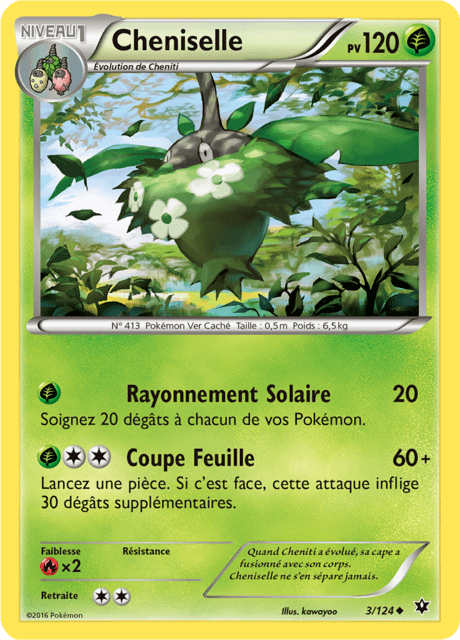 NIVEAU 1
Cheniselle
PV 120
Évolution de Cheniti
N° 413 Pokémon Ver Caché Taille : 0,5m Poids : 6,5kg
Rayonnement Solaire 20
Soignez 20 dégâts à chacun de vos Pokémon.
Coupe Feuille 60+
Lancez une pièce. Si c'est face, cette attaque inflige
30 dégâts supplémentaires.
Faiblesse Résistance
×2
Retraite
Quand Cheniti a évolué, sa cape a
fusionné avec son corps.
Cheniselle ne s'en sépare jamais.
©2016 Pokémon
Illus. kawayoo
3/124